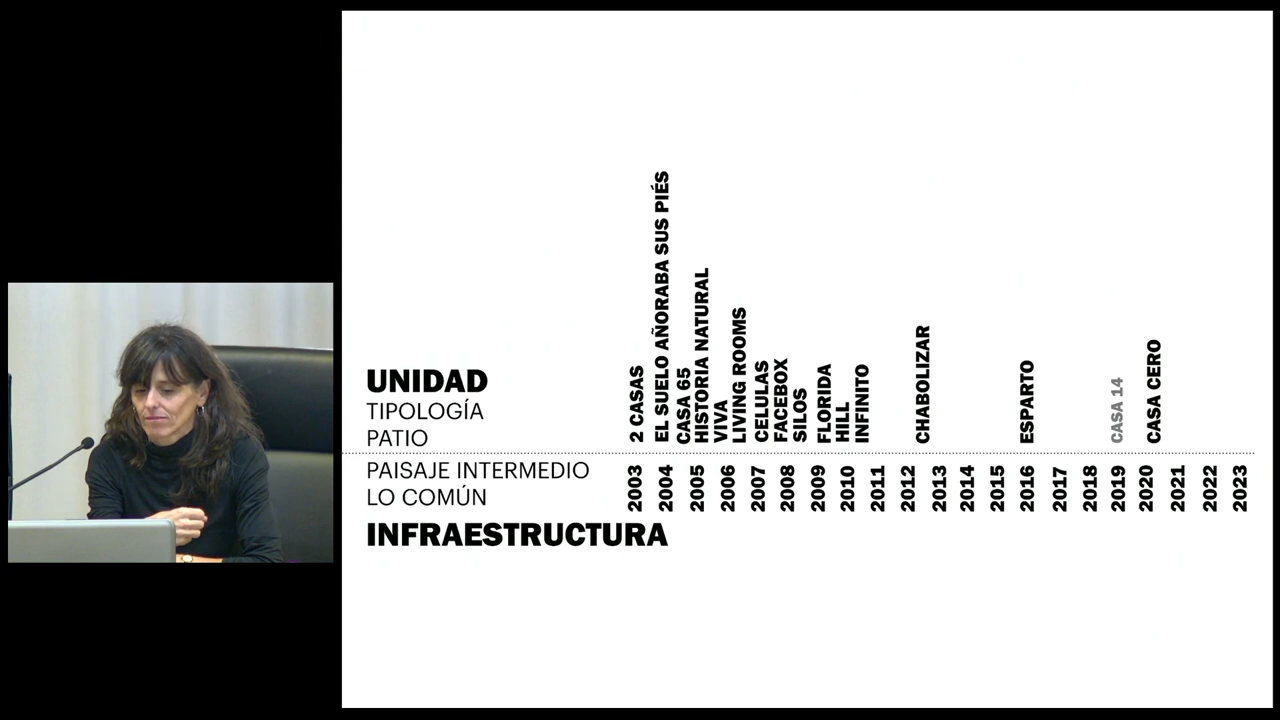 UNIDAD
TIPOLOGÍA
PATIO
PAISAJE INTERMEDIO
LO COMÚN
INFRAESTRUCTURA
2 CASAS
EL SUELO AÑORABA SUS PIÉS
CASA 65
HISTORIA NATURAL
VIVA
LIVING ROOMS
CELULAS
FACEBOX
SILOS
FLORIDA
HILL
INFINITO
CHABOLIZAR
ESPARTO
CASA 14
CASA CERO
2003
2004
2005
2006
2007
2008
2009
2010
2011
2012
2013
2014
2015
2016
2017
2018
2019
2020
2021
2022
2023